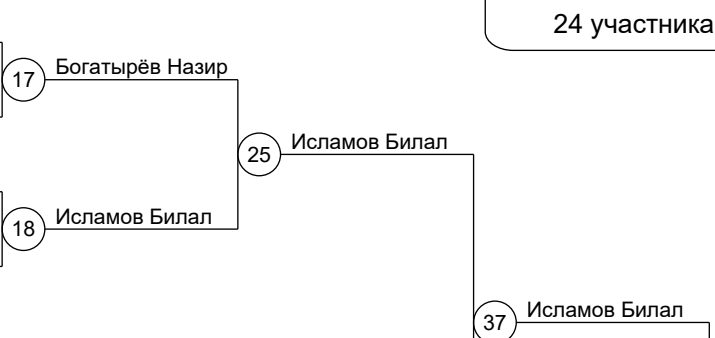 24 участника
17 Богатырёв Назир
25 Исламов Билал
18 Исламов Билал
37 Исламов Билал